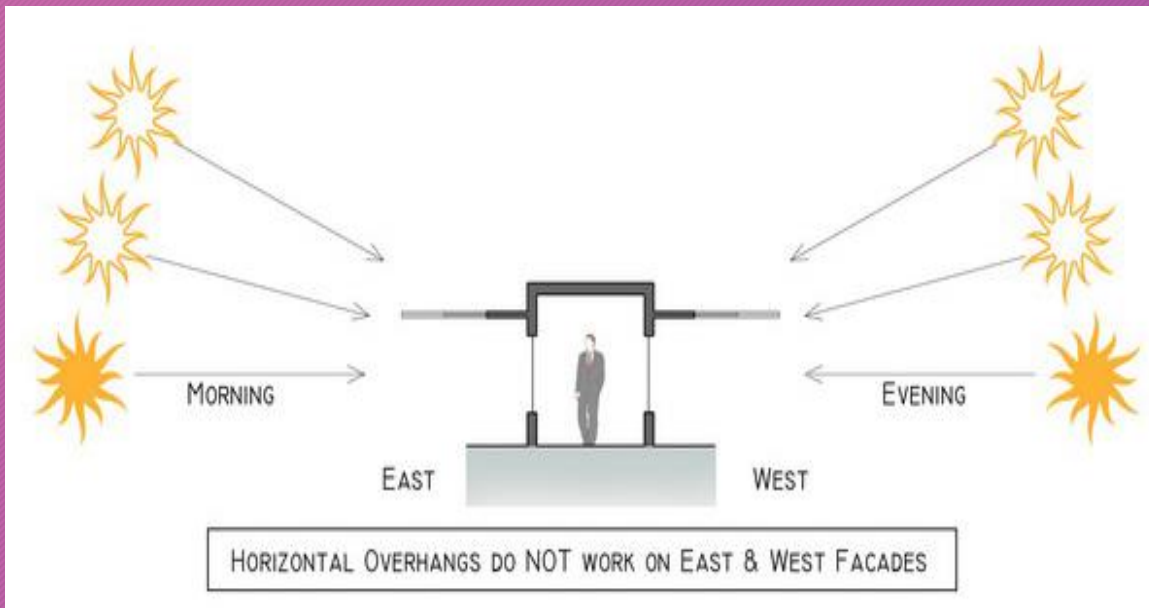 MORNING
EVENING
EAST
WEST
HORIZONTAL OVERHANGS DO NOT WORK ON EAST & WEST FACADES